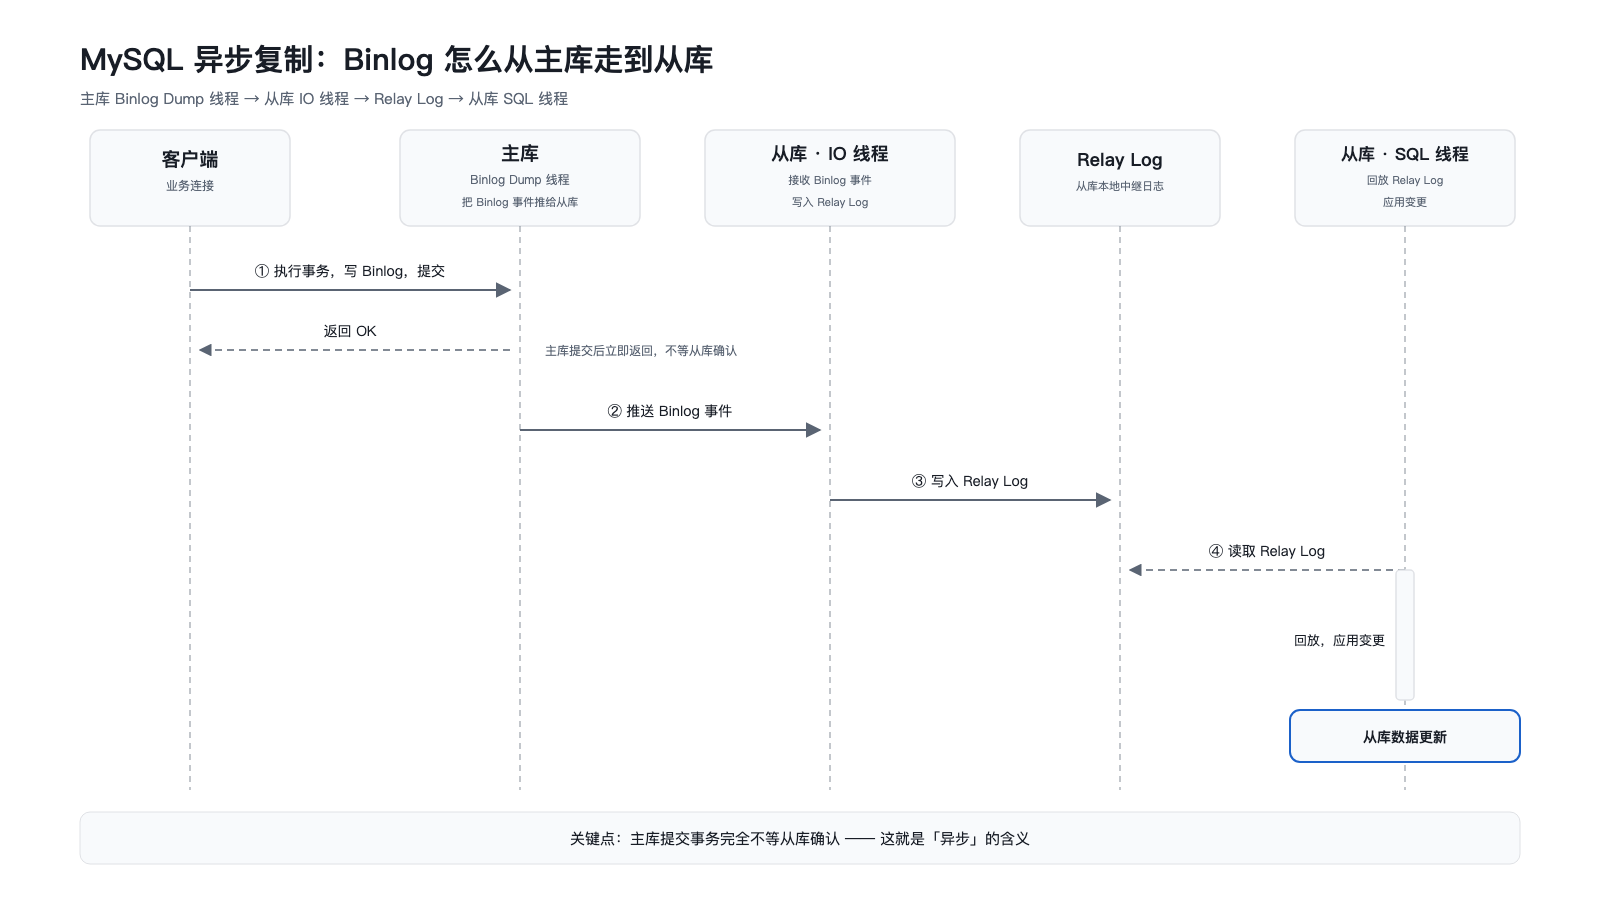 MySQL 异步复制：Binlog 怎么从主库走到从库
主库 Binlog Dump 线程 → 从库 IO 线程 → Relay Log → 从库 SQL 线程
客户端
业务连接
主库
Binlog Dump 线程
把 Binlog 事件推给从库
从库 · IO 线程
接收 Binlog 事件
写入 Relay Log
Relay Log
从库本地中继日志
从库 · SQL 线程
回放 Relay Log
应用变更
① 执行事务，写 Binlog，提交
返回 OK
主库提交后立即返回，不等从库确认
② 推送 Binlog 事件
③ 写入 Relay Log
④ 读取 Relay Log
回放，应用变更
从库数据更新
关键点：主库提交事务完全不等从库确认 —— 这就是「异步」的含义